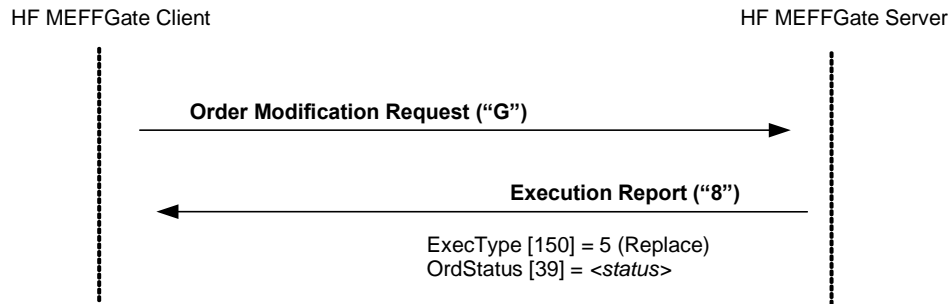 HF MEFFGate Client
HF MEFFGate Server
Order Modification Request (“G”)
Execution Report (“8”)
ExecType [150] = 5 (Replace)
OrdStatus [39] = <status>